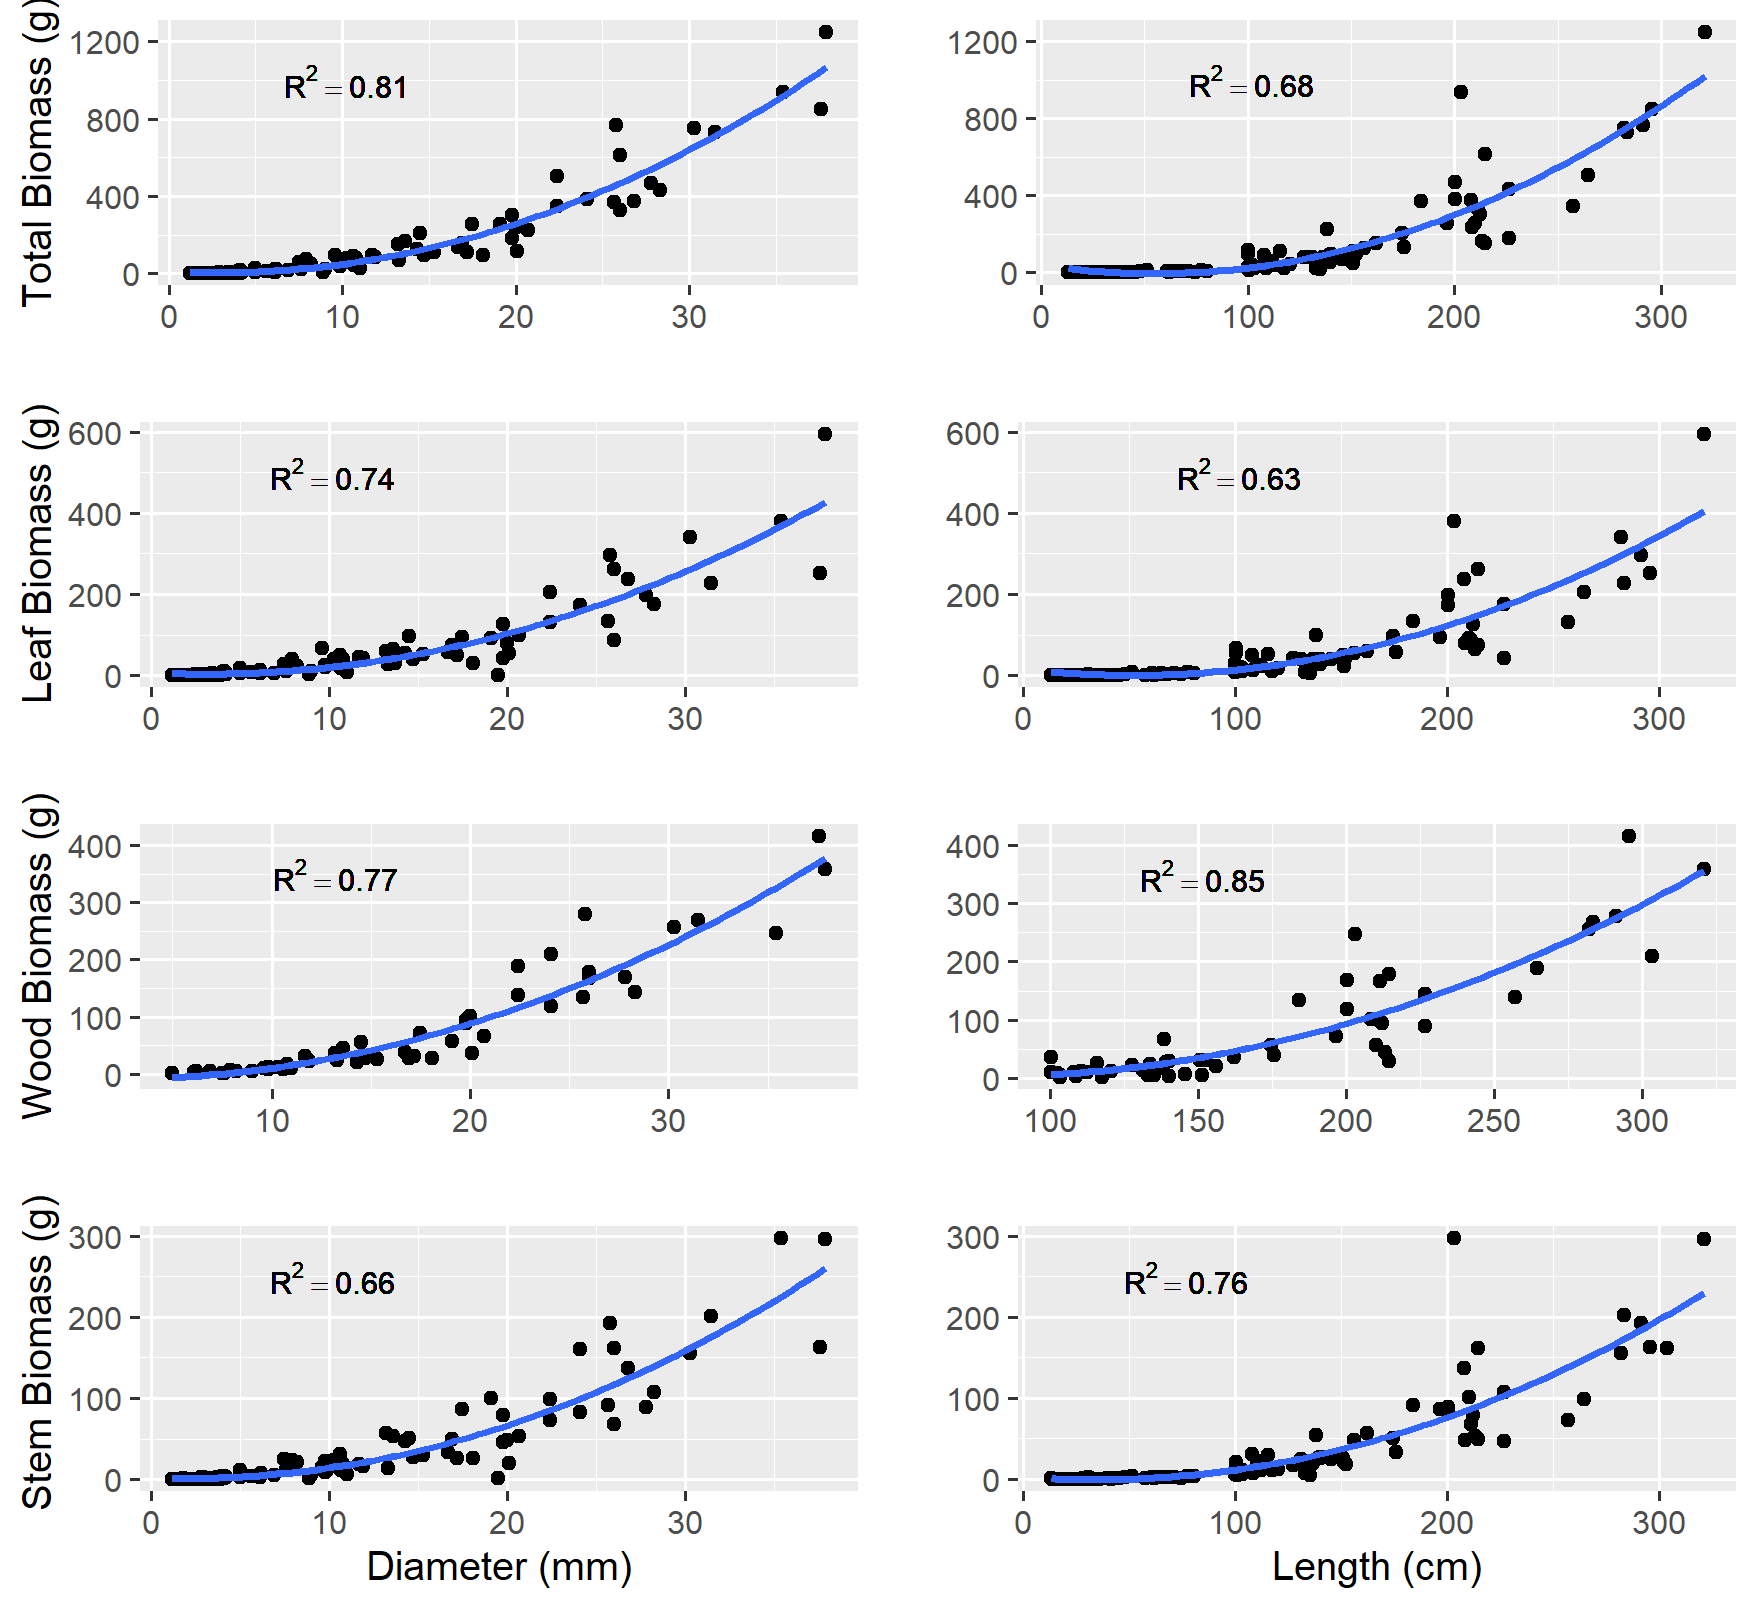 Total Biomass (g)
1200
800
400
0
R² = 0.81
0 10 20 30
1200
800
400
0
R² = 0.68
0 100 200 300
Leaf Biomass (g)
600
400
200
0
R² = 0.74
0 10 20 30
600
400
200
0
R² = 0.63
0 100 200 300
Wood Biomass (g)
400
300
200
100
0
R² = 0.77
10 20 30
400
300
200
100
0
R² = 0.85
100 150 200 250 300
Stem Biomass (g)
300
200
100
0
R² = 0.66
0 10 20 30
Diameter (mm)
300
200
100
0
R² = 0.76
0 100 200 300
Length (cm)